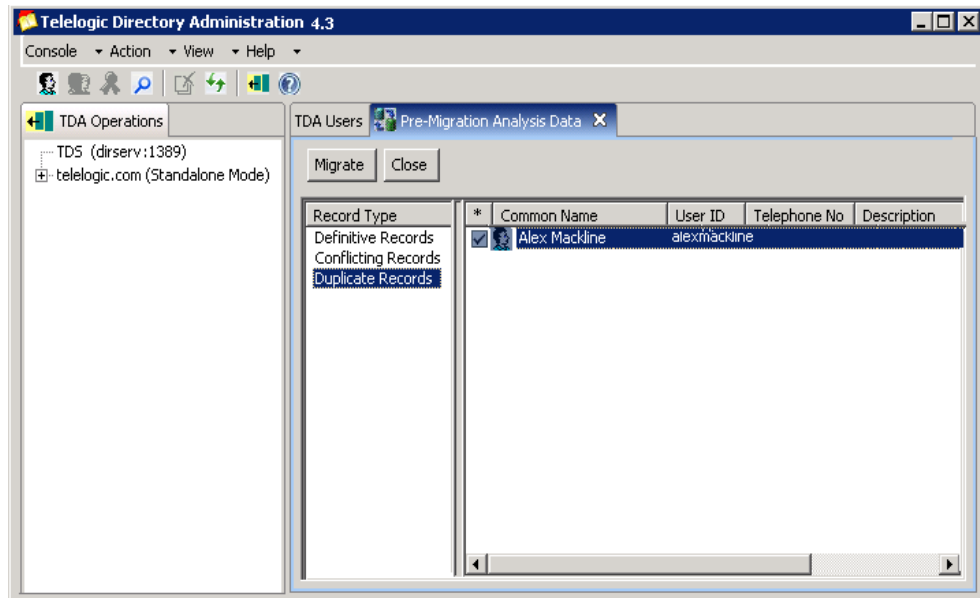 Telelogic Directory Administration 4.3
Console Action View Help
TDA Operations
TDS (dirserv:1389)
telelogic.com (Standalone Mode)
TDA Users Pre-Migration Analysis Data
Migrate Close
Record Type
Definitive Records
Conflicting Records
Duplicate Records
* Common Name User ID Telephone No Description
Alex Mackline alexmackline